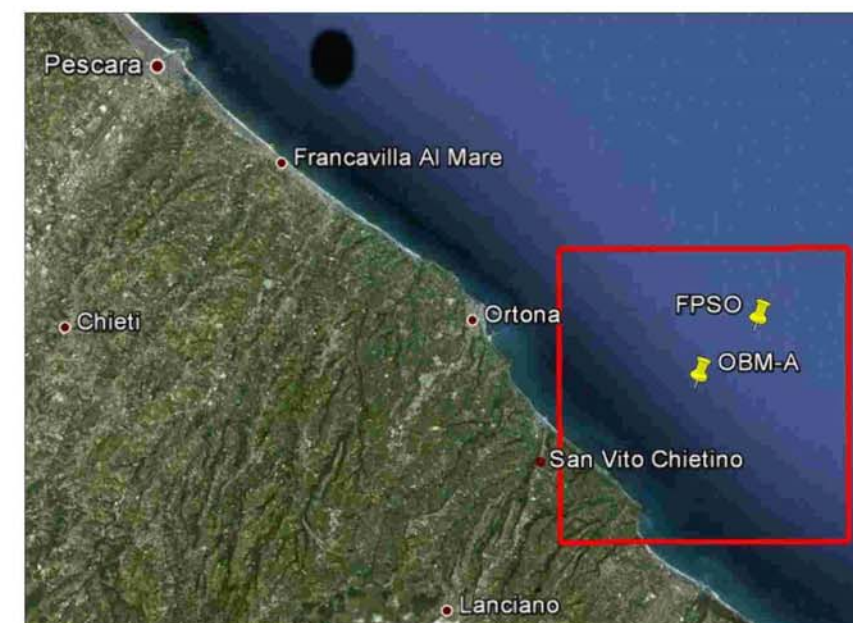 Pescara
Francavilla Al Mare
FPSO
Ortona
Chieti
OBM-A
San Vito Chietino
Lanciano